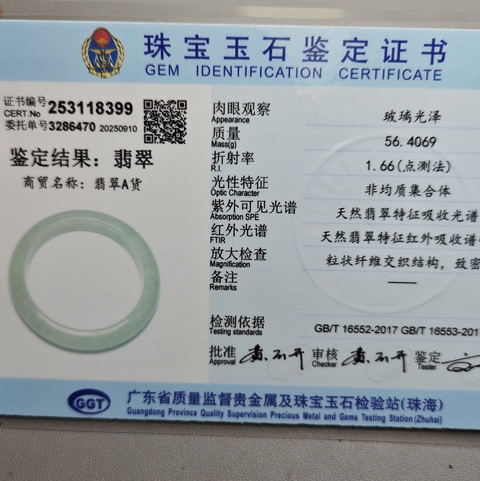 珠宝玉石鉴定证书
GEM IDENTIFICATION CERTIFICATE
证书编号 253118399
CERT.No
委托单号 3286470 20250910
鉴定结果：翡翠
商贸名称：翡翠A货
肉眼观察 玻璃光泽
Appearance
质量 56.4069
Mass(g)
折射率 1.66(点测法)
R.I.
光性特征 非均质集合体
Optic Character
紫外可见光谱 天然翡翠特征吸收光谱
Absorption SPE
红外光谱 天然翡翠特征红外吸收谱
FTIR
放大检查 粒状纤维交织结构，致密
Magnification
备注 ——
Remarks
检测依据 GB/T 16552-2017 GB/T 16553-201
Testing standards
批准 审核 鉴定
Approval Checker Tester
GGT
广东省质量监督贵金属及珠宝玉石检验站(珠海)
Guangdong Province Quality Supervision Precious Metal and Gems Testing Station(Zhuhai)